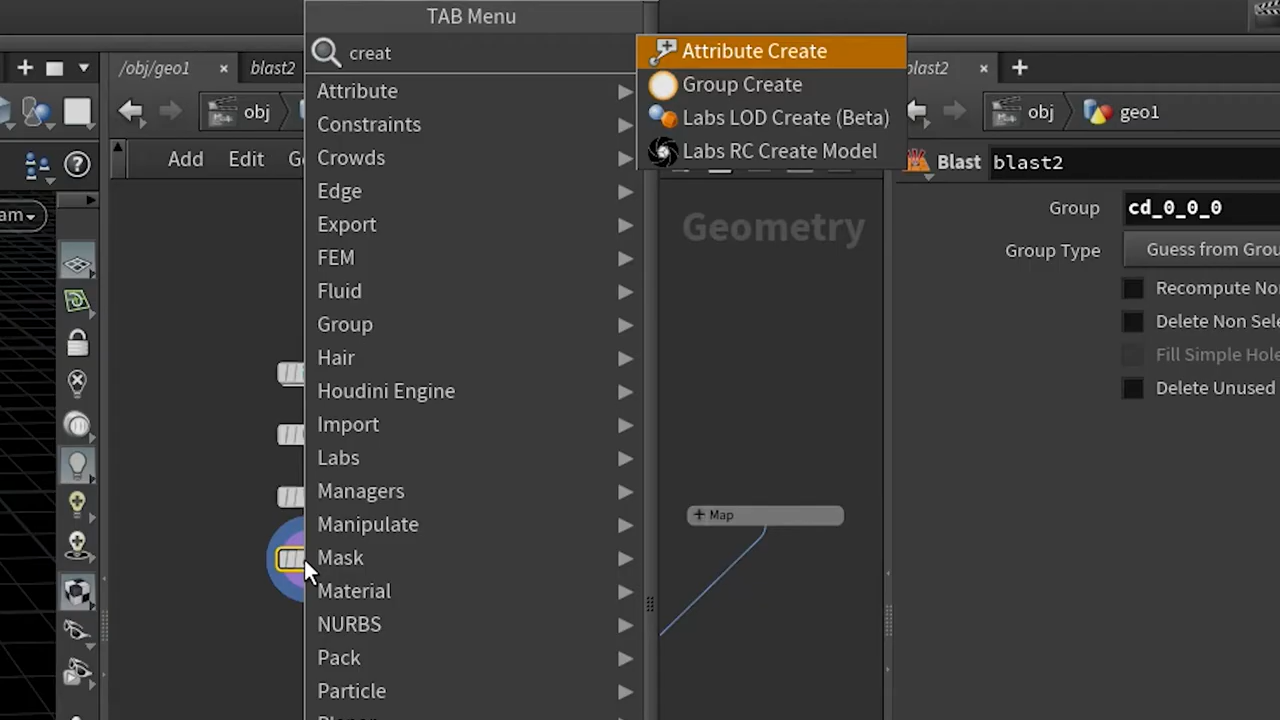 TAB Menu
creat
Attribute
Constraints
Crowds
Edge
Export
FEM
Fluid
Group
Hair
Houdini Engine
Import
Labs
Managers
Manipulate
Mask
Material
NURBS
Pack
Particle
Attribute Create
Group Create
Labs LOD Create (Beta)
Labs RC Create Model
/obj/geo1
blast2
obj
Add Edit G
am
Geometry
Map
blast2
obj geo1
Blast blast2
Group cd_0_0_0
Group Type Guess from Grou
Recompute No
Delete Non Sele
Fill Simple Hole
Delete Unused